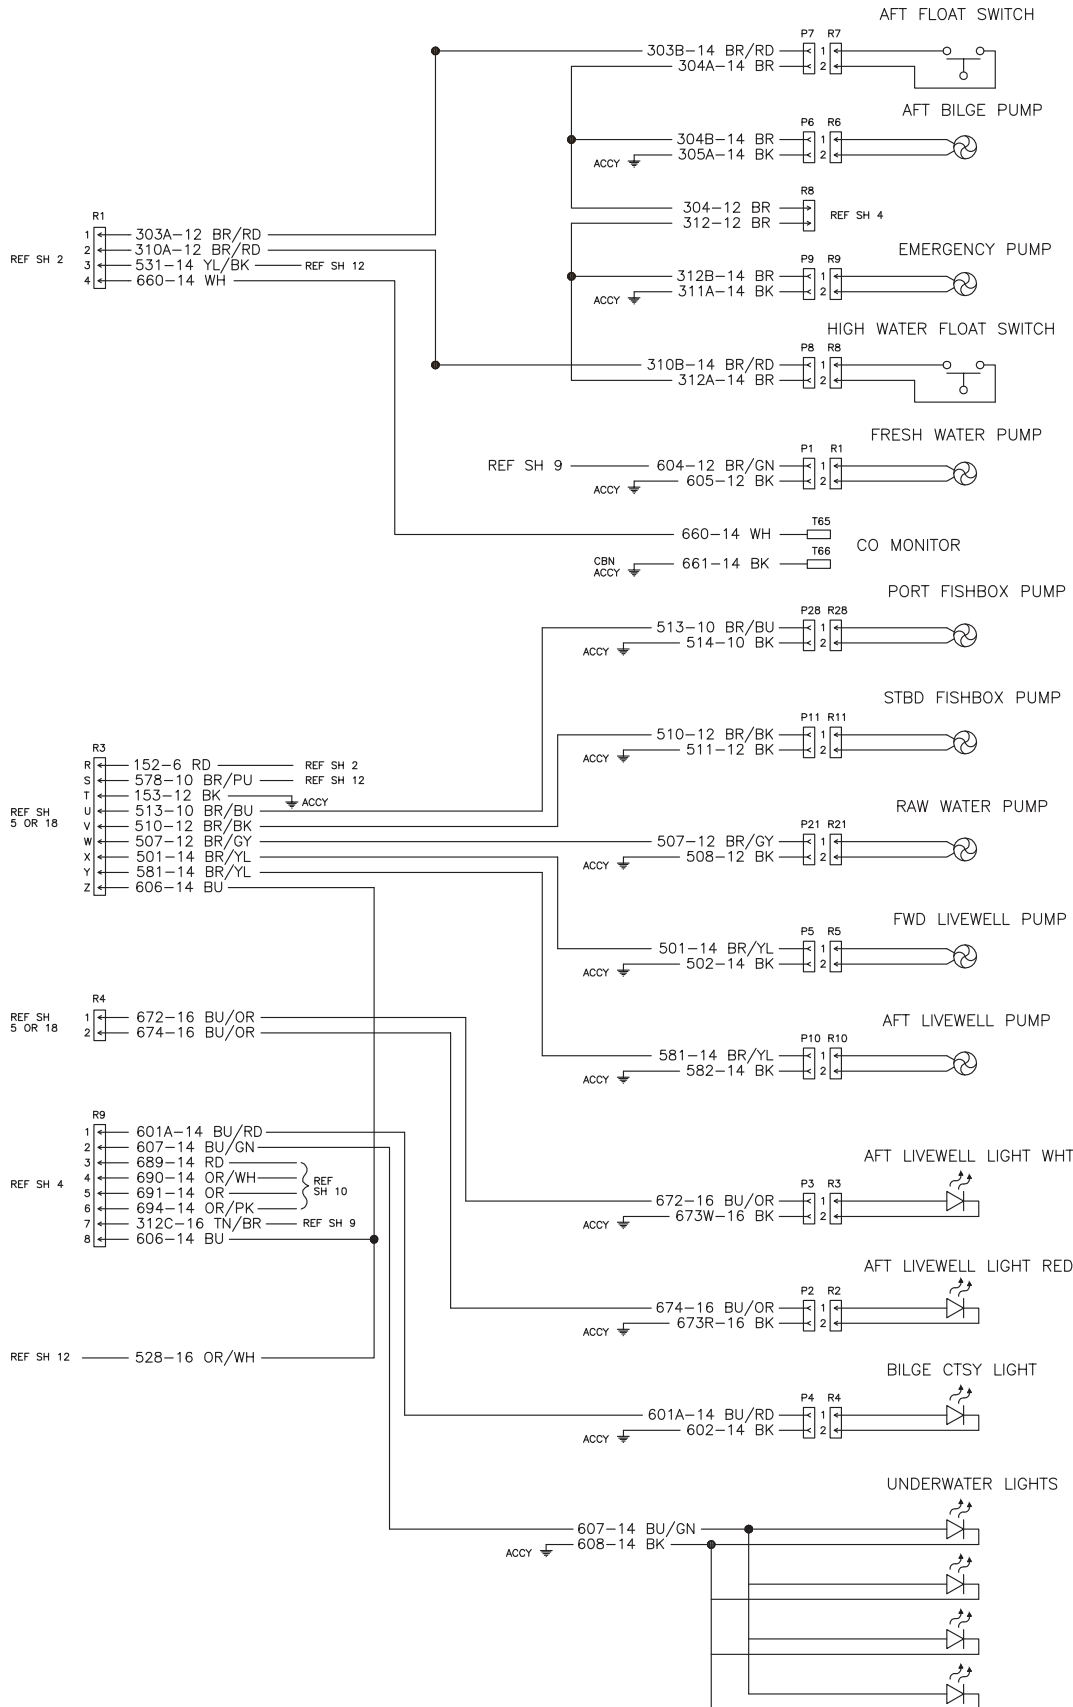 AFT FLOAT SWITCH
P7 R7
303B-14 BR/RD 1
304A-14 BR 2
AFT BILGE PUMP
P6 R6
304B-14 BR 1
ACCY 305A-14 BK 2
R8
304-12 BR
312-12 BR
REF SH 4
R1
REF SH 2
1 303A-12 BR/RD
2 310A-12 BR/RD
3 531-14 YL/BK REF SH 12
4 660-14 WH
EMERGENCY PUMP
P9 R9
312B-14 BR 1
ACCY 311A-14 BK 2
HIGH WATER FLOAT SWITCH
P8 R8
310B-14 BR/RD 1
312A-14 BR 2
FRESH WATER PUMP
P1 R1
REF SH 9 604-12 BR/GN 1
ACCY 605-12 BK 2
660-14 WH T65
CO MONITOR
CBN
ACCY 661-14 BK T66
PORT FISHBOX PUMP
P28 R28
513-10 BR/BU 1
ACCY 514-10 BK 2
STBD FISHBOX PUMP
P11 R11
510-12 BR/BK 1
ACCY 511-12 BK 2
R3
REF SH
5 OR 18
R 152-6 RD REF SH 2
S 578-10 BR/PU REF SH 12
T 153-12 BK ACCY
U 513-10 BR/BU
V 510-12 BR/BK
W 507-12 BR/GY
X 501-14 BR/YL
Y 581-14 BR/YL
Z 606-14 BU
RAW WATER PUMP
P21 R21
507-12 BR/GY 1
ACCY 508-12 BK 2
FWD LIVEWELL PUMP
P5 R5
501-14 BR/YL 1
ACCY 502-14 BK 2
R4
REF SH
5 OR 18
1 672-16 BU/OR
2 674-16 BU/OR
AFT LIVEWELL PUMP
P10 R10
581-14 BR/YL 1
ACCY 582-14 BK 2
R9
REF SH 4
1 601A-14 BU/RD
2 607-14 BU/GN
3 689-14 RD
4 690-14 OR/WH
5 691-14 OR
6 694-14 OR/PK
REF
SH 10
7 312C-16 TN/BR REF SH 9
8 606-14 BU
AFT LIVEWELL LIGHT WHT
P3 R3
672-16 BU/OR 1
ACCY 673W-16 BK 2
AFT LIVEWELL LIGHT RED
P2 R2
674-16 BU/OR 1
ACCY 673R-16 BK 2
REF SH 12 528-16 OR/WH
BILGE CTSY LIGHT
P4 R4
601A-14 BU/RD 1
ACCY 602-14 BK 2
UNDERWATER LIGHTS
607-14 BU/GN
ACCY 608-14 BK